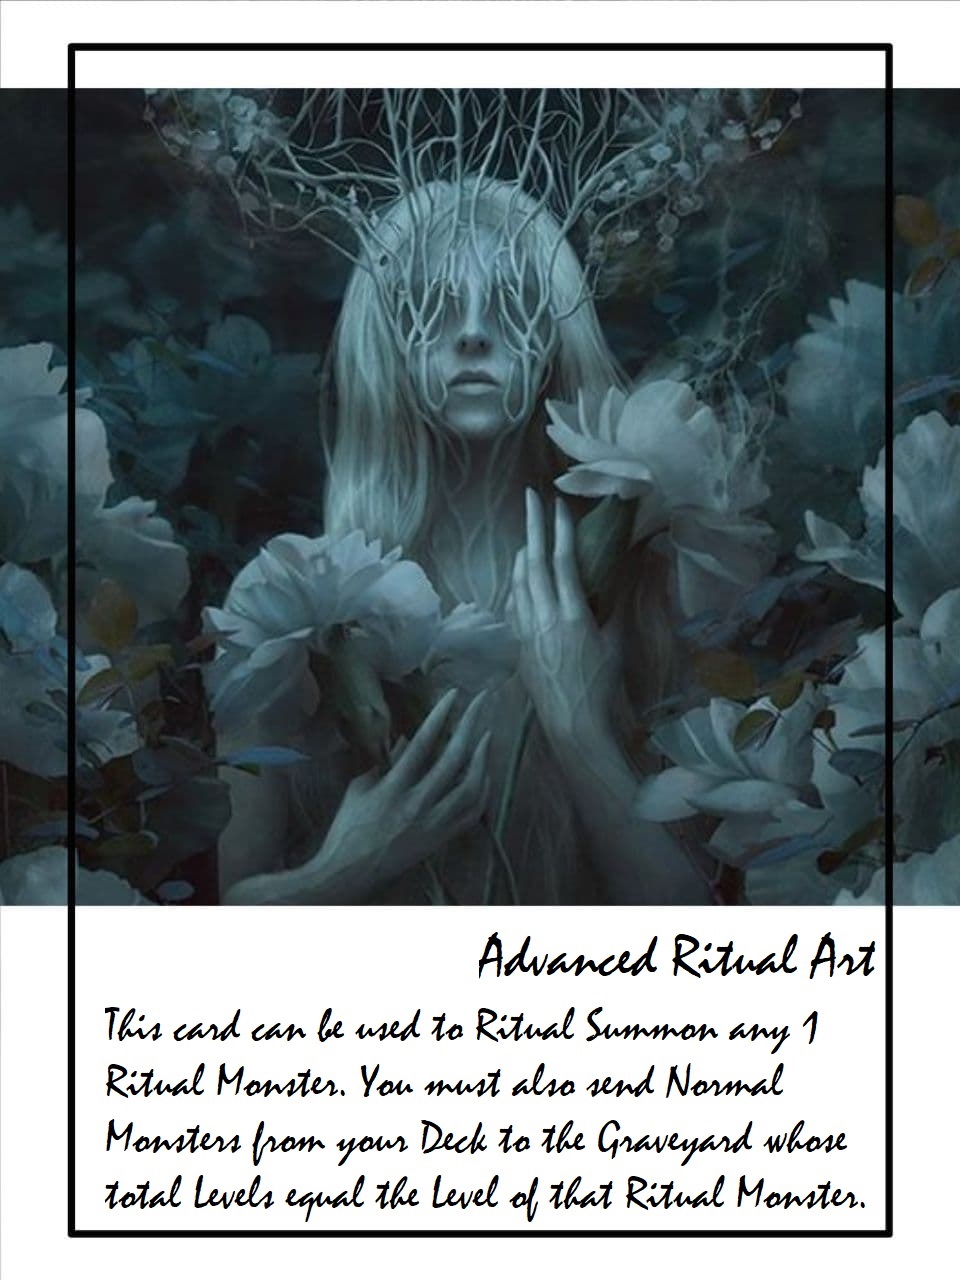 Advanced Ritual Art
This card can be used to Ritual Summon any 1
Ritual Monster. You must also send Normal
Monsters from your Deck to the Graveyard whose
total Levels equal the Level of that Ritual Monster.